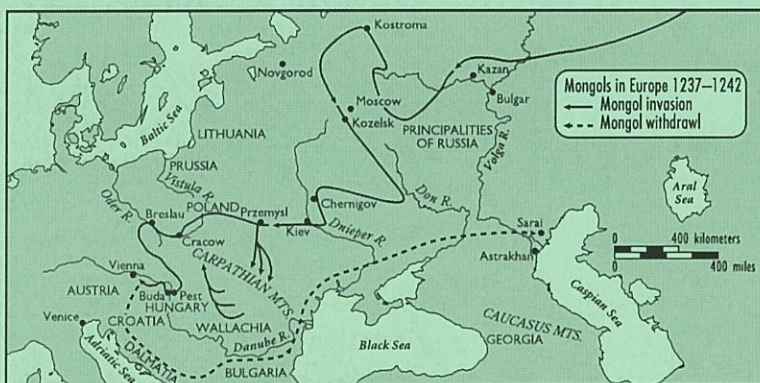 Kostroma
Novgorod
Kazan
Bulgar
Mongols in Europe 1237–1242
Mongol invasion
Mongol withdrawl
Moscow
Kozelsk
Baltic Sea
LITHUANIA
PRINCIPALITIES
OF RUSSIA
Volga R.
PRUSSIA
Vistula R.
Oder R.
Aral
Sea
Don R.
Chernigov
Breslau
POLAND
Przemysl
Kiev
Dnieper R.
Sarai
Cracow
0 400 kilometers
0 400 miles
Astrakhan
Vienna
CARPATHIAN MTS.
AUSTRIA
Buda
Pest
HUNGARY
Caspian Sea
Venice
CROATIA
WALLACHIA
CAUCASUS MTS.
Danube R.
Black Sea
GEORGIA
Adriatic Sea
DALMATIA
BULGARIA